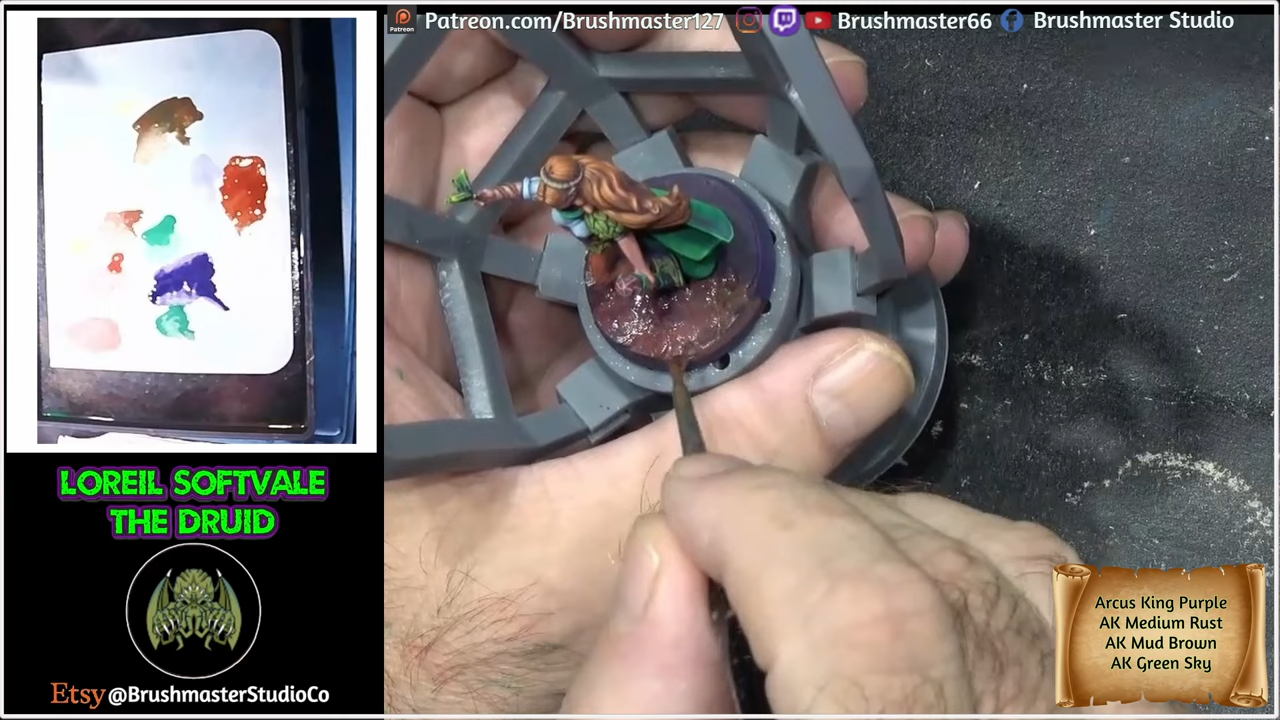 Patreon
Patreon.com/Brushmaster127
Brushmaster66
Brushmaster Studio
LOREIL SOFTVALE
THE DRUID
Etsy @BrushmasterStudioCo
Arcus King Purple
AK Medium Rust
AK Mud Brown
AK Green Sky